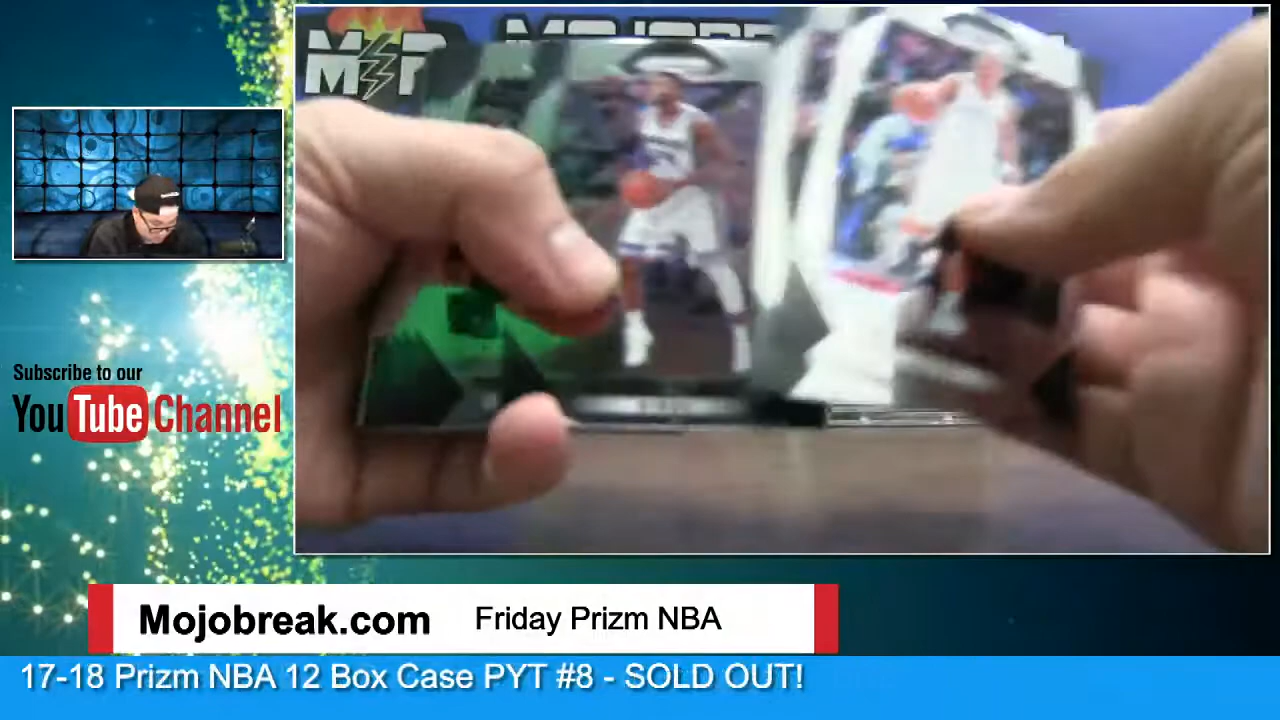 Subscribe to our
YouTube Channel
Mojobreak.com
Friday Prizm NBA
17-18 Prizm NBA 12 Box Case PYT #8 - SOLD OUT!